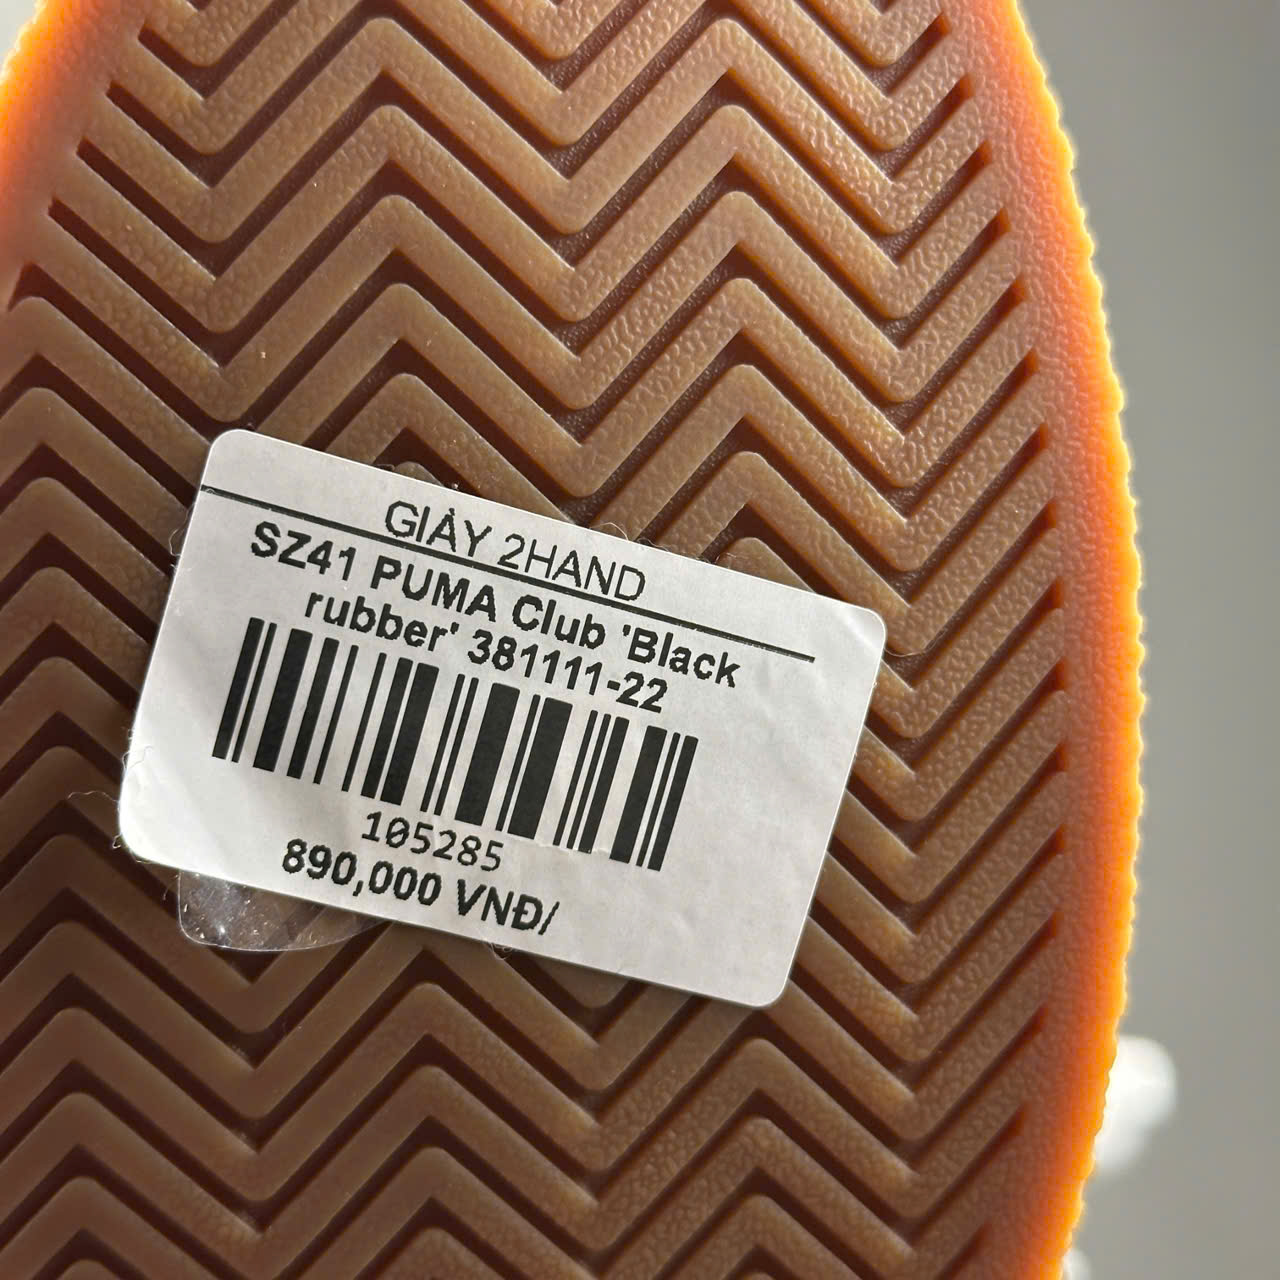 GIÀY 2HAND
SZ41 PUMA Club 'Black
rubber' 381111-22
105285
890,000 VNĐ/